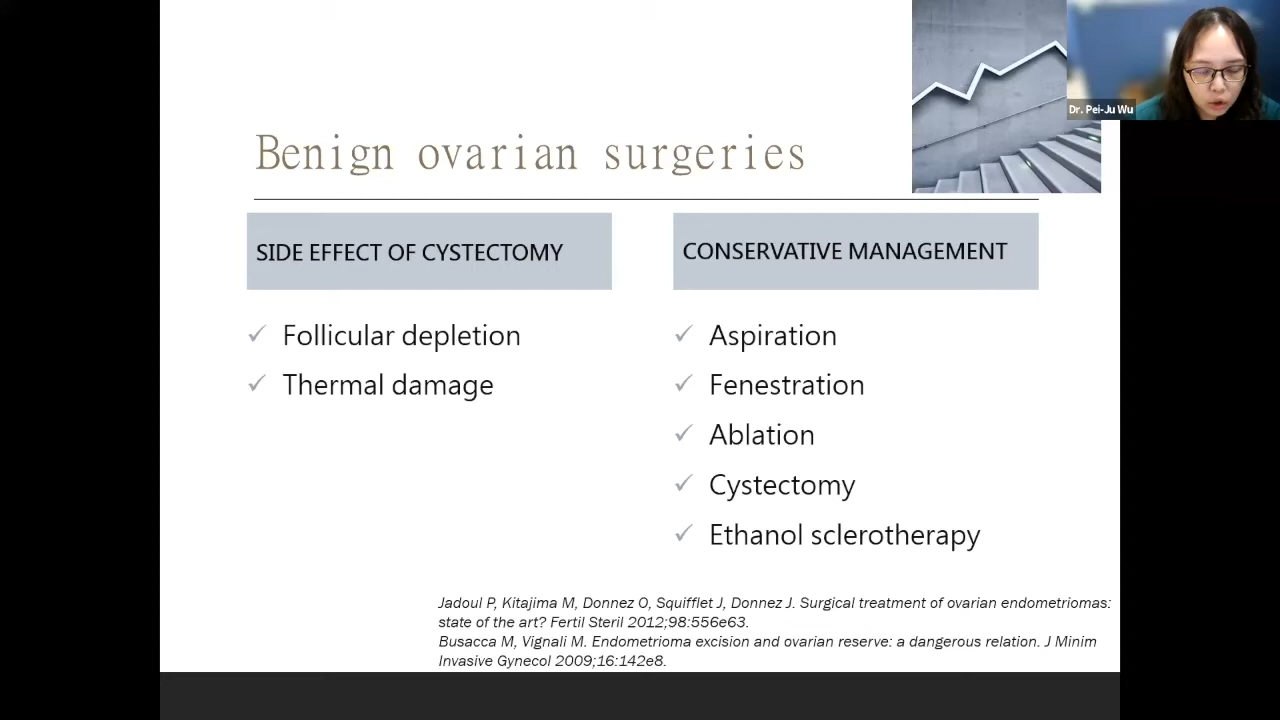 Dr. Pei-Ju Wu
Benign ovarian surgeries
SIDE EFFECT OF CYSTECTOMY
Follicular depletion
Thermal damage
CONSERVATIVE MANAGEMENT
Aspiration
Fenestration
Ablation
Cystectomy
Ethanol sclerotherapy
Jadoul P, Kitajima M, Donnez O, Squifflet J, Donnez J. Surgical treatment of ovarian endometriomas:
state of the art? Fertil Steril 2012;98:556e63.
Busacca M, Vignali M. Endometrioma excision and ovarian reserve: a dangerous relation. J Minim
Invasive Gynecol 2009;16:142e8.